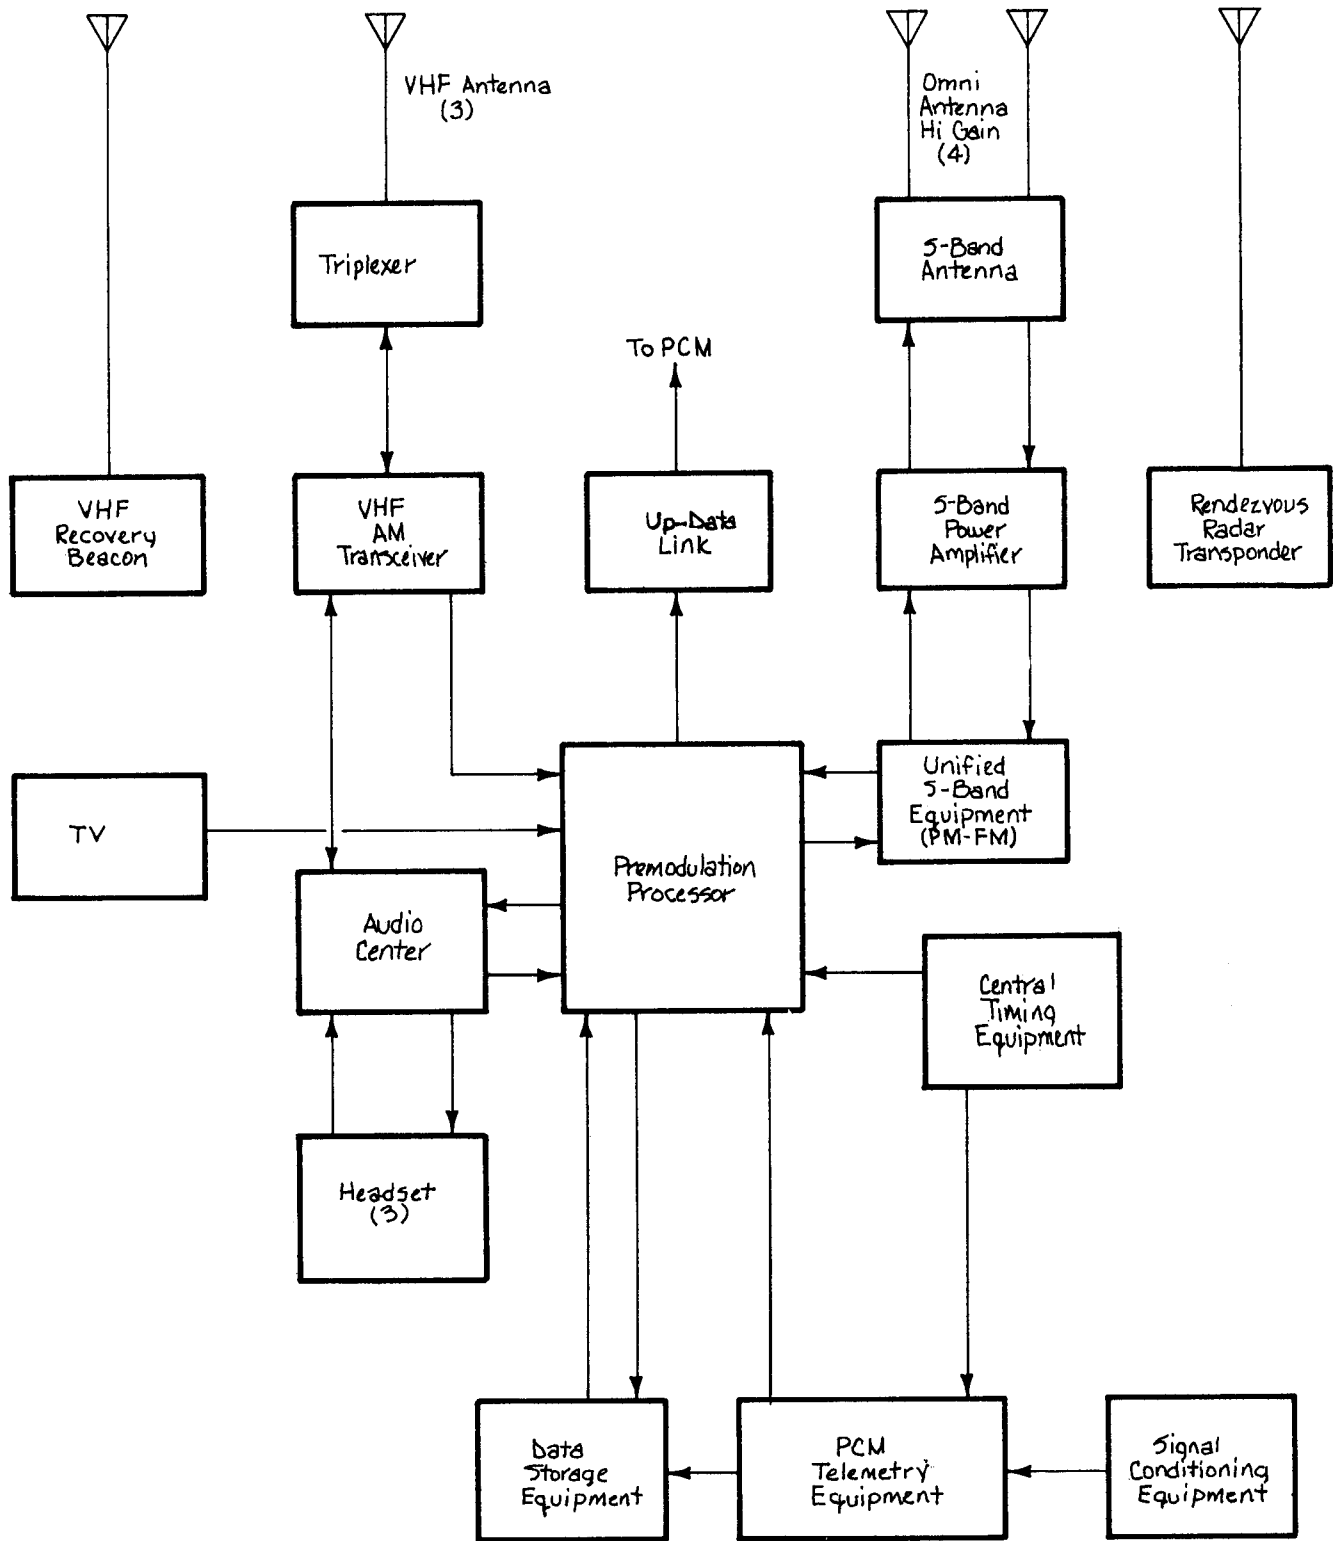 VHF Antenna
(3)
Omni
Antenna
Hi Gain
(4)
Triplexer
S-Band
Antenna
To PCM
VHF
Recovery
Beacon
VHF
AM
Transceiver
Up-Data
Link
S-Band
Power
Amplifier
Rendezvous
Radar
Transponder
TV
Premodulation
Processor
Unified
S-Band
Equipment
(PM-FM)
Audio
Center
Central
Timing
Equipment
Headset
(3)
Data
Storage
Equipment
PCM
Telemetry
Equipment
Signal
Conditioning
Equipment